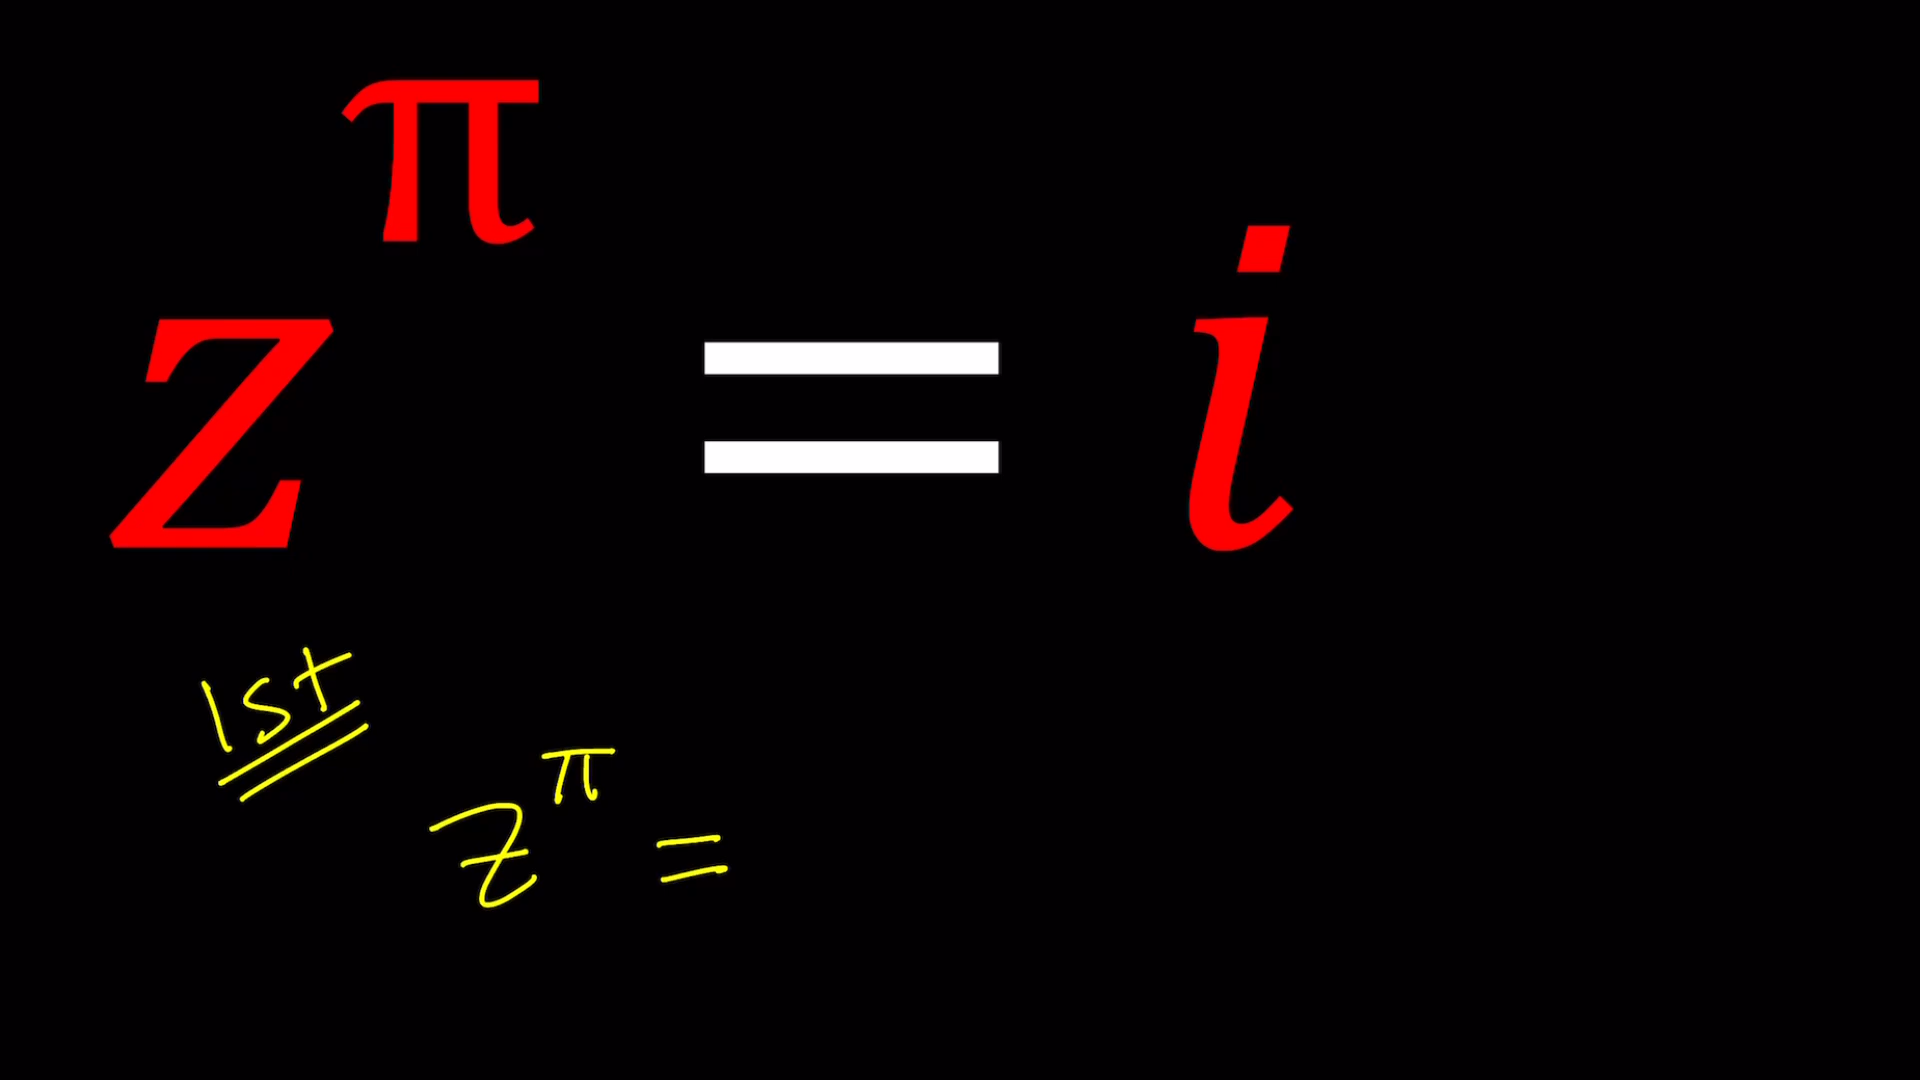 z^π = i
1st
z^π =